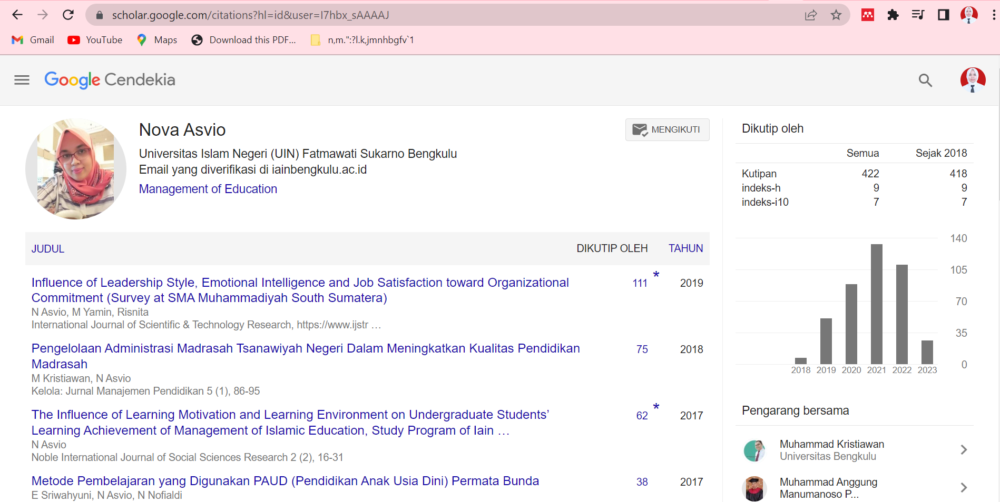 scholar.google.com/citations?hl=id&user=I7hbx_sAAAAJ
Gmail
YouTube
Maps
Download this PDF...
n,m.":?l.k,jmnhbgfv`1
Google Cendekia
Nova Asvio
MENGIKUTI
Universitas Islam Negeri (UIN) Fatmawati Sukarno Bengkulu
Email yang diverifikasi di iainbengkulu.ac.id
Management of Education
JUDUL DIKUTIP OLEH TAHUN
Influence of Leadership Style, Emotional Intelligence and Job Satisfaction toward Organizational 111 * 2019
Commitment (Survey at SMA Muhammadiyah South Sumatera)
N Asvio, M Yamin, Risnita
International Journal of Scientific & Technology Research, https://www.ijstr …
Pengelolaan Administrasi Madrasah Tsanawiyah Negeri Dalam Meningkatkan Kualitas Pendidikan 75 2018
Madrasah
M Kristiawan, N Asvio
Kelola: Jurnal Manajemen Pendidikan 5 (1), 86-95
The Influence of Learning Motivation and Learning Environment on Undergraduate Students’ 62 * 2017
Learning Achievement of Management of Islamic Education, Study Program of Iain …
N Asvio
Noble International Journal of Social Sciences Research 2 (2), 16-31
Metode Pembelajaran yang Digunakan PAUD (Pendidikan Anak Usia Dini) Permata Bunda 38 2017
E Sriwahyuni, N Asvio, N Nofialdi
Dikutip oleh
Semua Sejak 2018
Kutipan 422 418
indeks-h 9 9
indeks-i10 7 7
140
105
70
35
0
2018 2019 2020 2021 2022 2023
Pengarang bersama
Muhammad Kristiawan
Universitas Bengkulu
Muhammad Anggung
Manumanoso P...